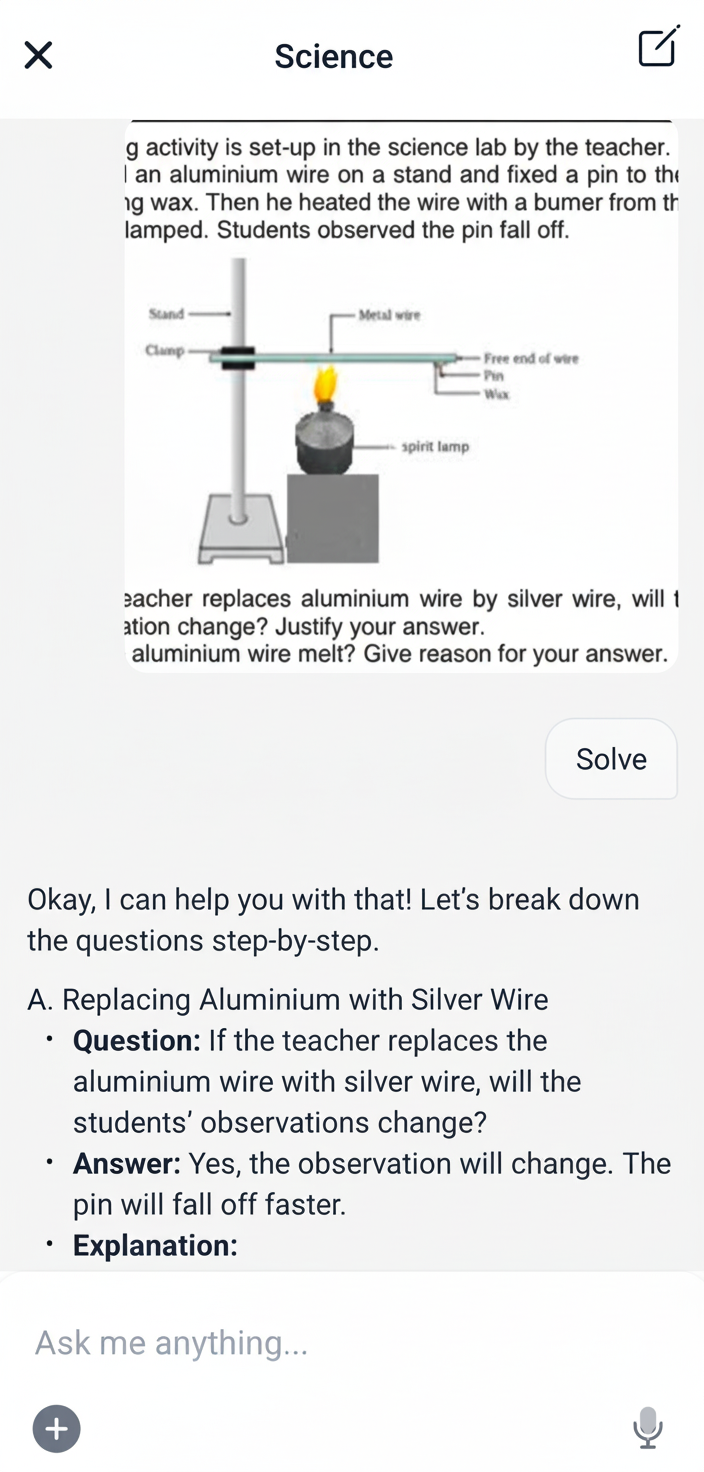 Science
g activity is set-up in the science lab by the teacher.
an aluminium wire on a stand and fixed a pin to the
ng wax. Then he heated the wire with a bumer from th
lamped. Students observed the pin fall off.
Stand
Metal wire
Clamp
Free end of wire
Pin
Wax
spirit lamp
eacher replaces aluminium wire by silver wire, will t
ation change? Justify your answer.
aluminium wire melt? Give reason for your answer.
Solve
Okay, I can help you with that! Let's break down
the questions step-by-step.
A. Replacing Aluminium with Silver Wire
• Question: If the teacher replaces the
aluminium wire with silver wire, will the
students' observations change?
• Answer: Yes, the observation will change. The
pin will fall off faster.
• Explanation:
Ask me anything...